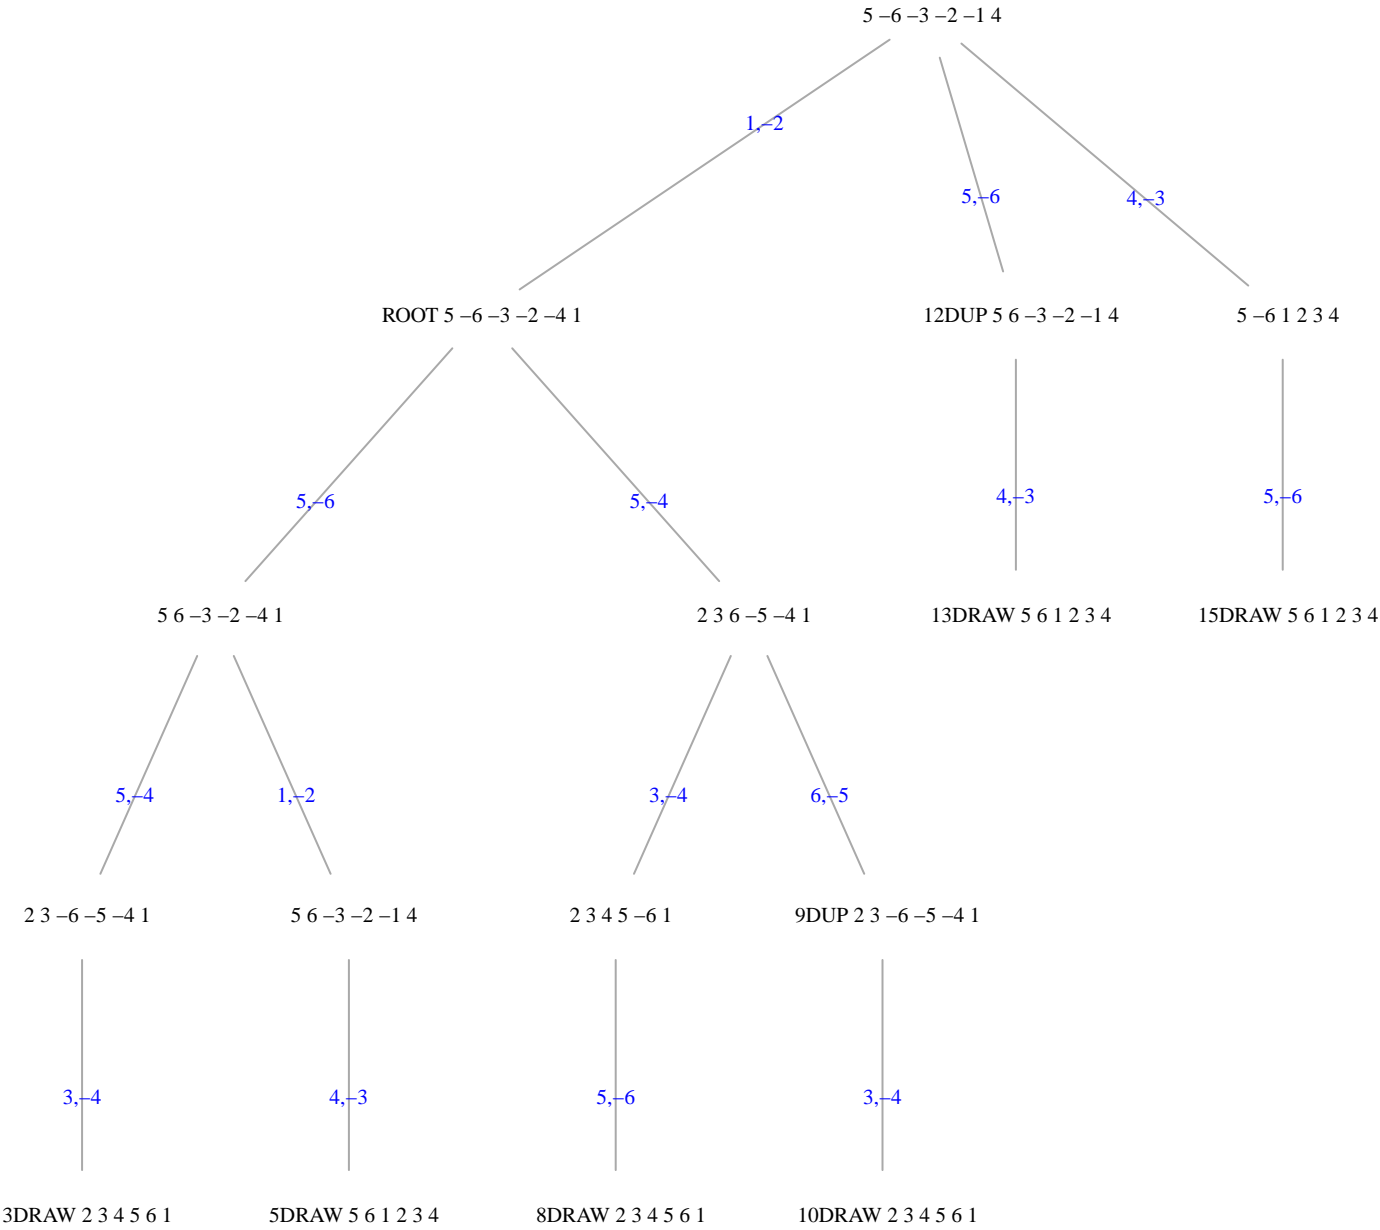 5 –6 –3 –2 –1 4
1,–2
5,–6
4,–3
ROOT 5 –6 –3 –2 –4 1
12DUP 5 6 –3 –2 –1 4
5 –6 1 2 3 4
5,–6
5,–4
4,–3
5,–6
5 6 –3 –2 –4 1
2 3 6 –5 –4 1
13DRAW 5 6 1 2 3 4
15DRAW 5 6 1 2 3 4
5,–4
1,–2
3,–4
6,–5
2 3 –6 –5 –4 1
5 6 –3 –2 –1 4
2 3 4 5 –6 1
9DUP 2 3 –6 –5 –4 1
3,–4
4,–3
5,–6
3,–4
3DRAW 2 3 4 5 6 1
5DRAW 5 6 1 2 3 4
8DRAW 2 3 4 5 6 1
10DRAW 2 3 4 5 6 1